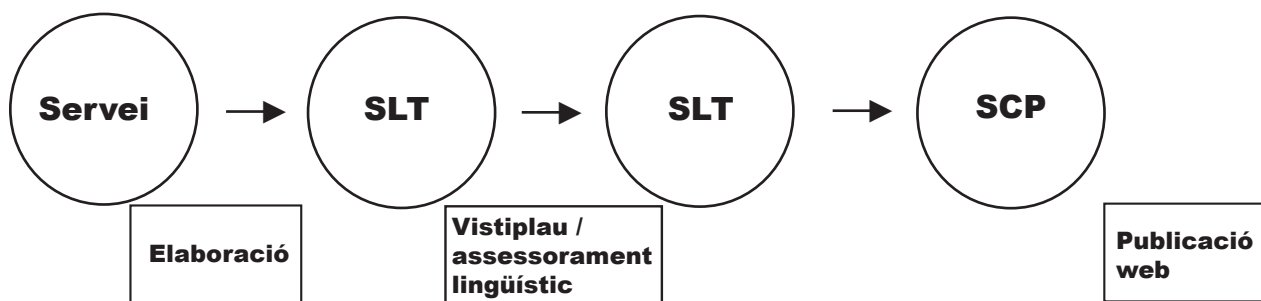 Servei
SLT
SLT
SCP
Elaboració
Vistiplau /
assessorament
lingüístic
Publicació
web